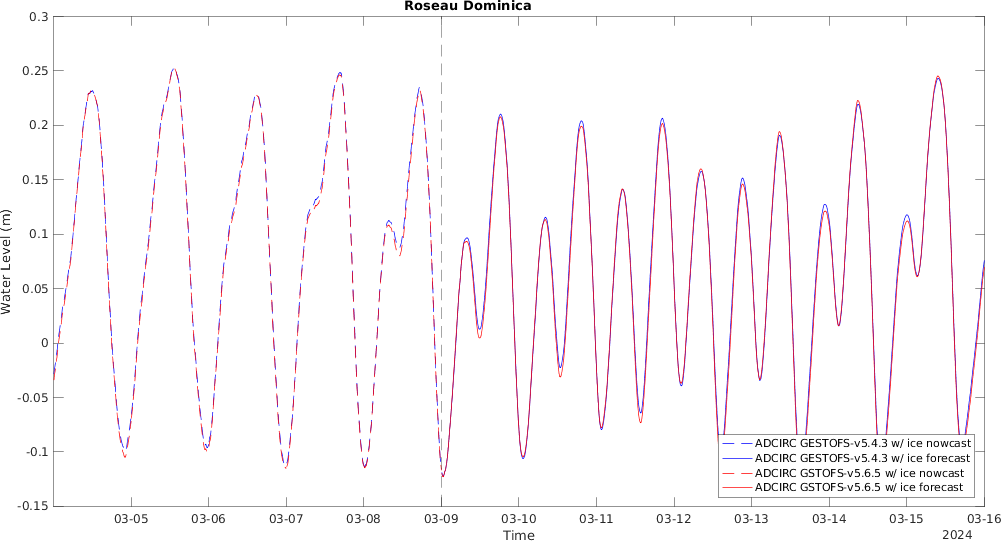 Roseau Dominica
0.3
0.25
0.2
0.15
0.1
0.05
0
-0.05
-0.1
-0.15
Water Level (m)
ADCIRC GESTOFS-v5.4.3 w/ ice nowcast
ADCIRC GESTOFS-v5.4.3 w/ ice forecast
ADCIRC GSTOFS-v5.6.5 w/ ice nowcast
ADCIRC GSTOFS-v5.6.5 w/ ice forecast
03-05 03-06 03-07 03-08 03-09 03-10 03-11 03-12 03-13 03-14 03-15 03-16
Time
2024